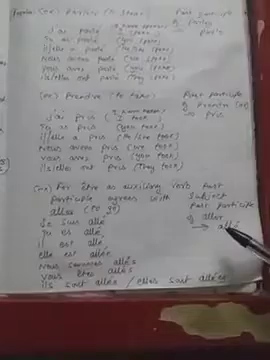 (ex) Parler (To Speak) Past participle
of parler
J'ai parlé (I spoke)
Tu as parlé (You spoke)
Il/elle a parlé (He/She spoke)
Nous avons parlé (We spoke)
Vous avez parlé (You spoke)
Ils/elles ont parlé (They spoke)
(ex) Prendre (To take) Past participle
of prendre
→ pris
J'ai pris (I took)
Tu as pris (You took)
il/elle a pris (He/she took)
Nous avons pris (We took)
vous avez pris (You took)
ils/elles ont pris (They took)
(ex) For être as auxiliary verb past
participle agrees with Subject
aller (To go) Past participle
of aller
Je suis allé → allé
Tu es allé
il est allé
elle est allée
Nous sommes allés
Vous êtes allés
ils sont allés / elles sont allées